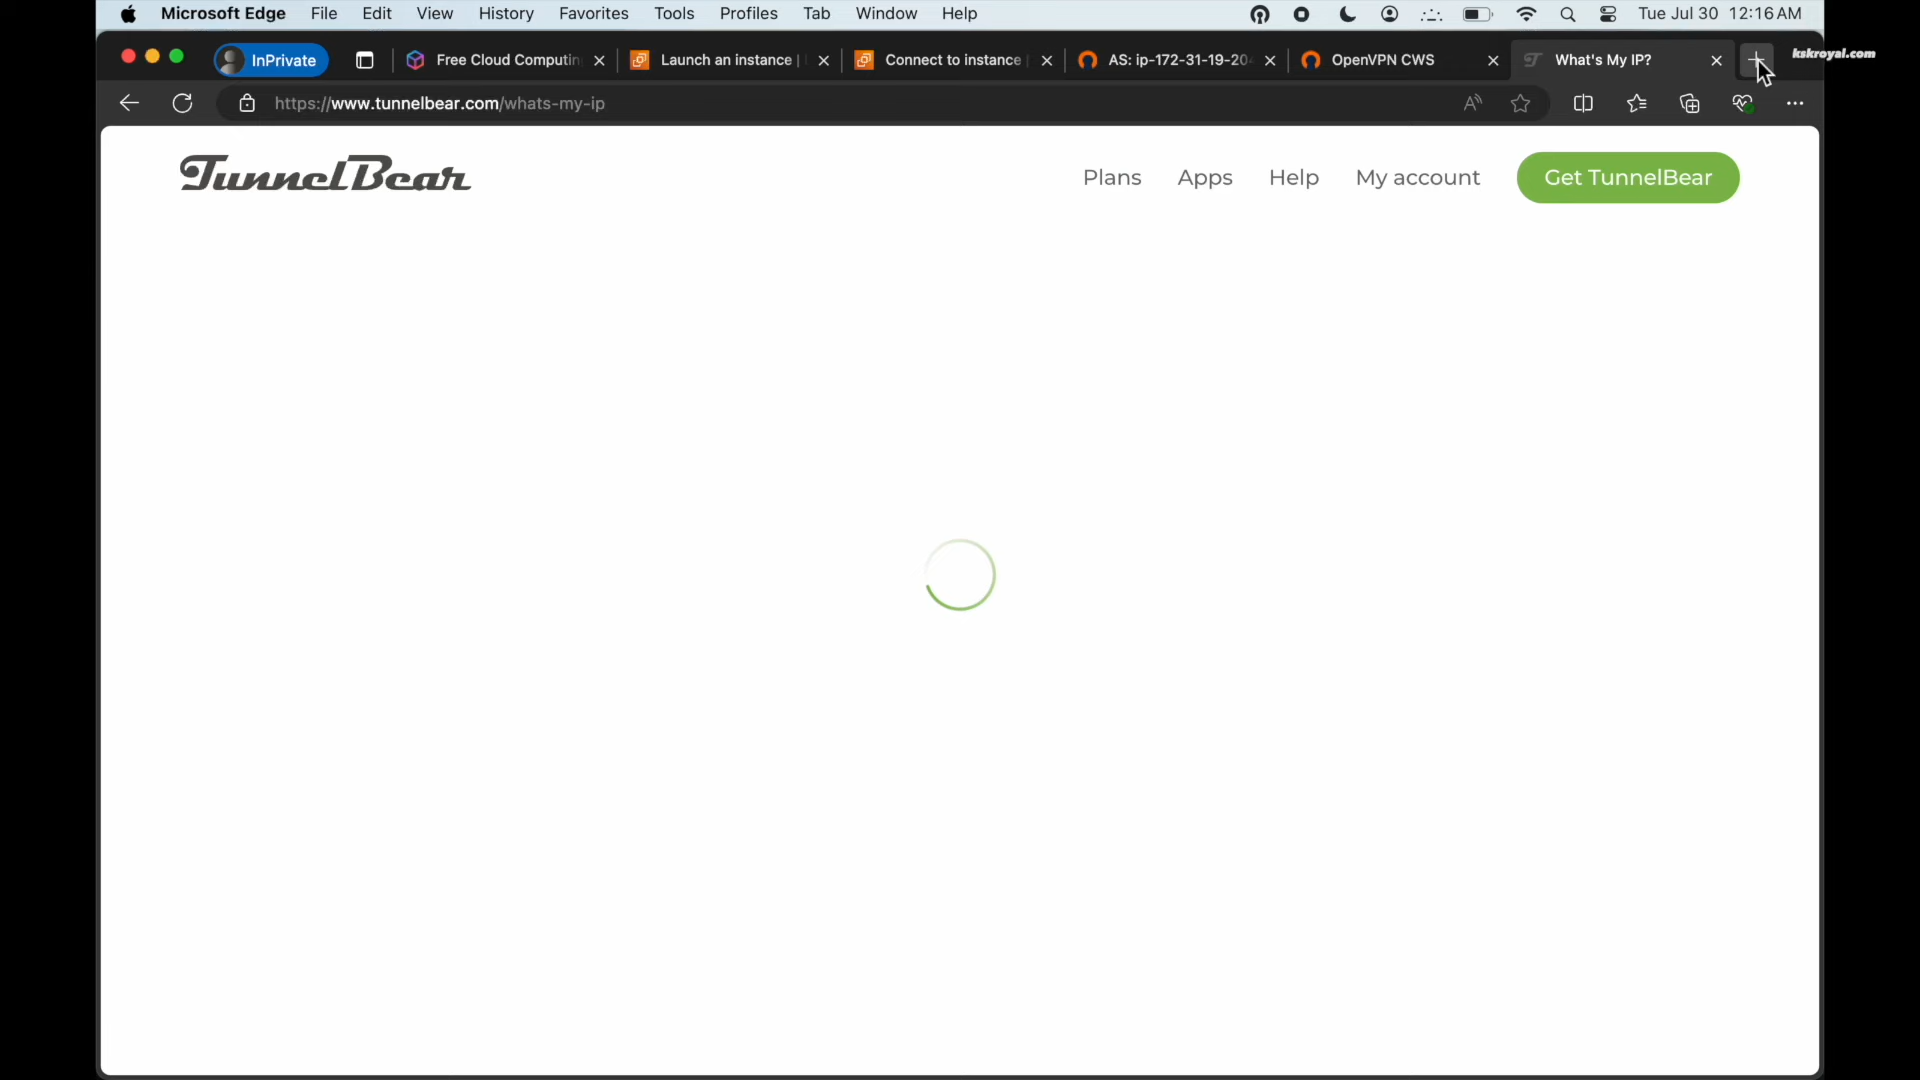 Microsoft Edge File Edit View History Favorites Tools Profiles Tab Window Help Tue Jul 30 12:16 AM
InPrivate Free Cloud Computin Launch an instance | Connect to instance | AS: ip-172-31-19-20 OpenVPN CWS What's My IP?
kskroyal.com
https://www.tunnelbear.com/whats-my-ip
TunnelBear Plans Apps Help My account Get TunnelBear